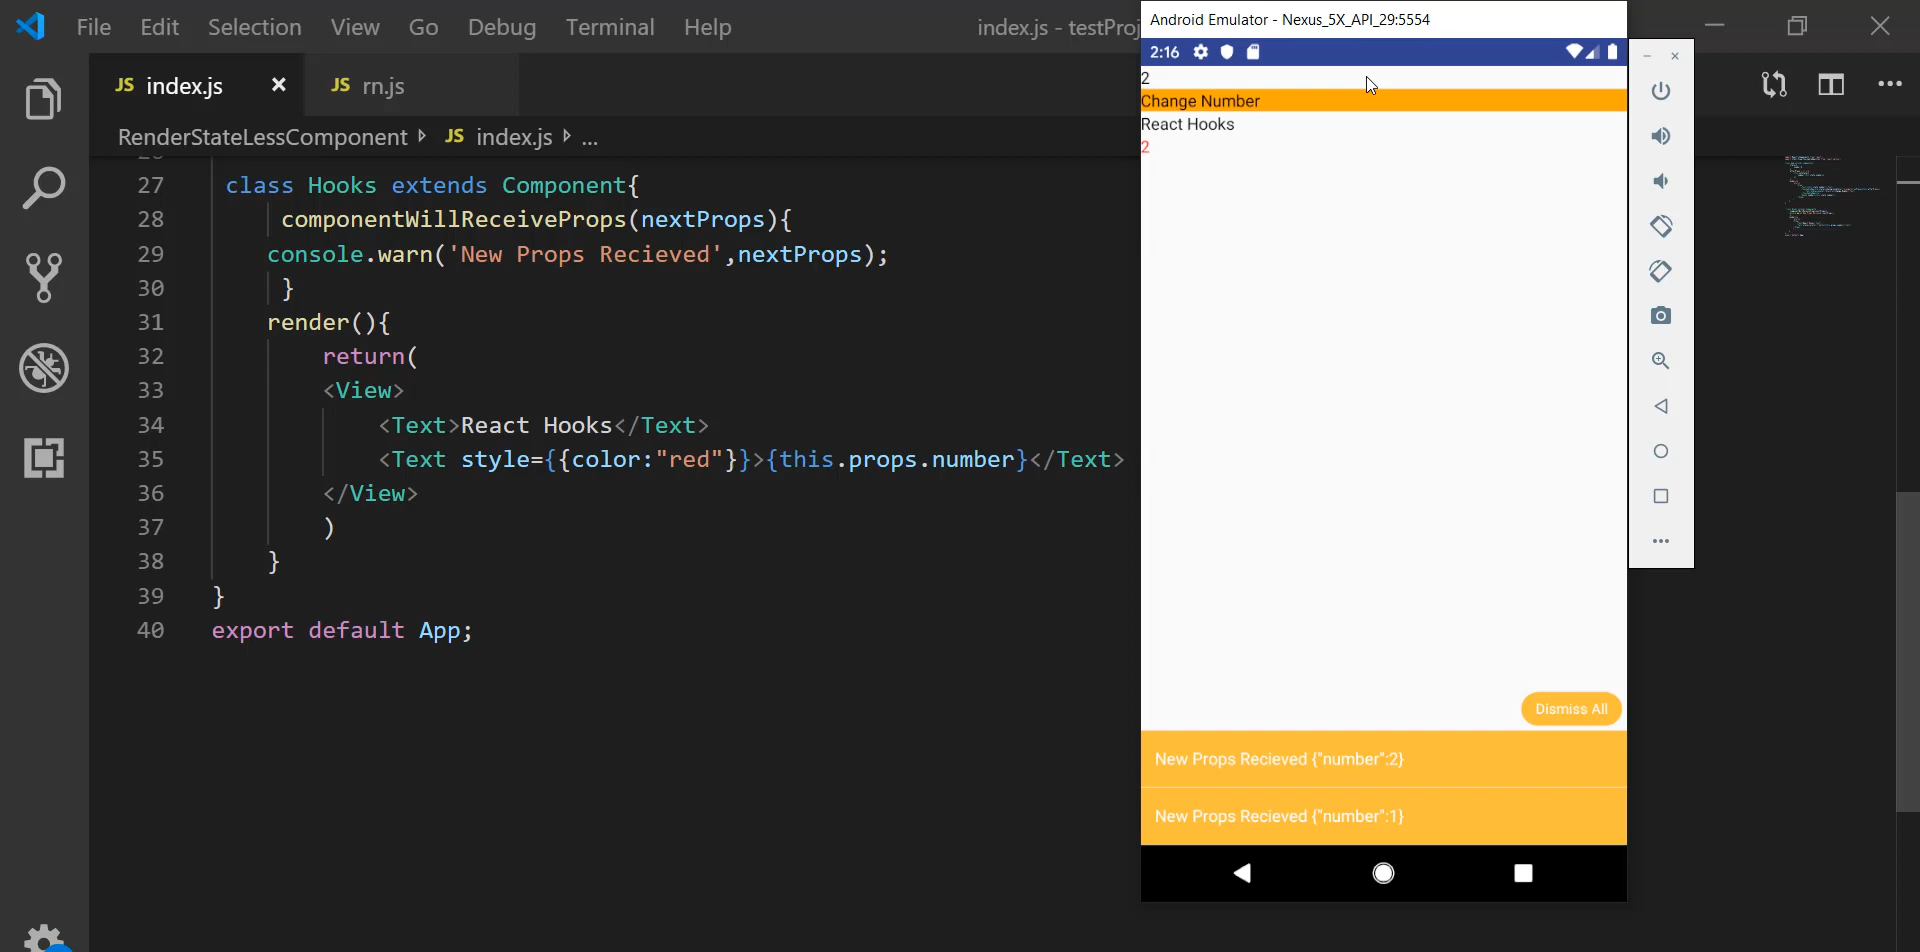 File Edit Selection View Go Debug Terminal Help
index.js - testProj
JS index.js ×
JS rn.js
RenderStateLessComponent JS index.js ...
27 class Hooks extends Component{
28 componentWillReceiveProps(nextProps){
29 console.warn('New Props Recieved',nextProps);
30 }
31 render(){
32 return(
33 <View>
34 <Text>React Hooks</Text>
35 <Text style={{color:"red"}}>{this.props.number}</Text>
36 </View>
37 )
38 }
39 }
40 export default App;
Android Emulator - Nexus_5X_API_29:5554
2:16
2
Change Number
React Hooks
2
Dismiss All
New Props Recieved {"number":2}
New Props Recieved {"number":1}